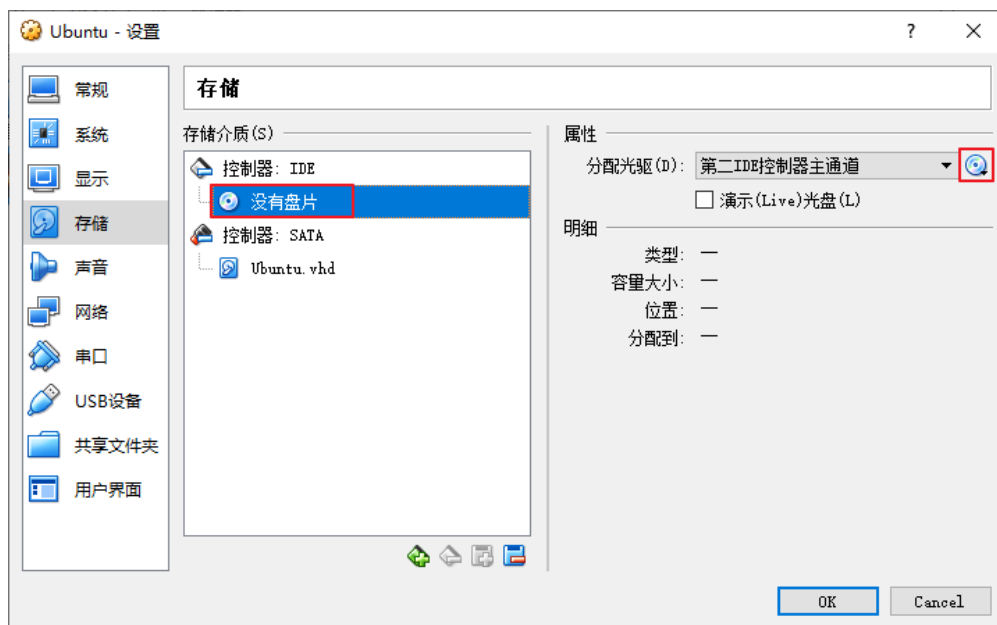 Ubuntu - 设置
?
常规
系统
显示
存储
声音
网络
串口
USB设备
共享文件夹
用户界面
存储
存储介质(S)
控制器: IDE
没有盘片
控制器: SATA
Ubuntu.vhd
属性
分配光驱(D): 第二IDE控制器主通道
演示(Live)光盘(L)
明细
类型: —
容量大小: —
位置: —
分配到: —
OK
Cancel